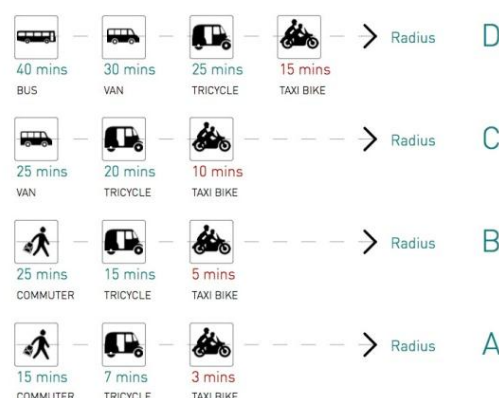 40 mins 30 mins 25 mins 15 mins Radius D
BUS VAN TRICYCLE TAXI BIKE
25 mins 20 mins 10 mins Radius C
VAN TRICYCLE TAXI BIKE
25 mins 15 mins 5 mins Radius B
COMMUTER TRICYCLE TAXI BIKE
15 mins 7 mins 3 mins Radius A
COMMUTER TRICYCLE TAXI BIKE